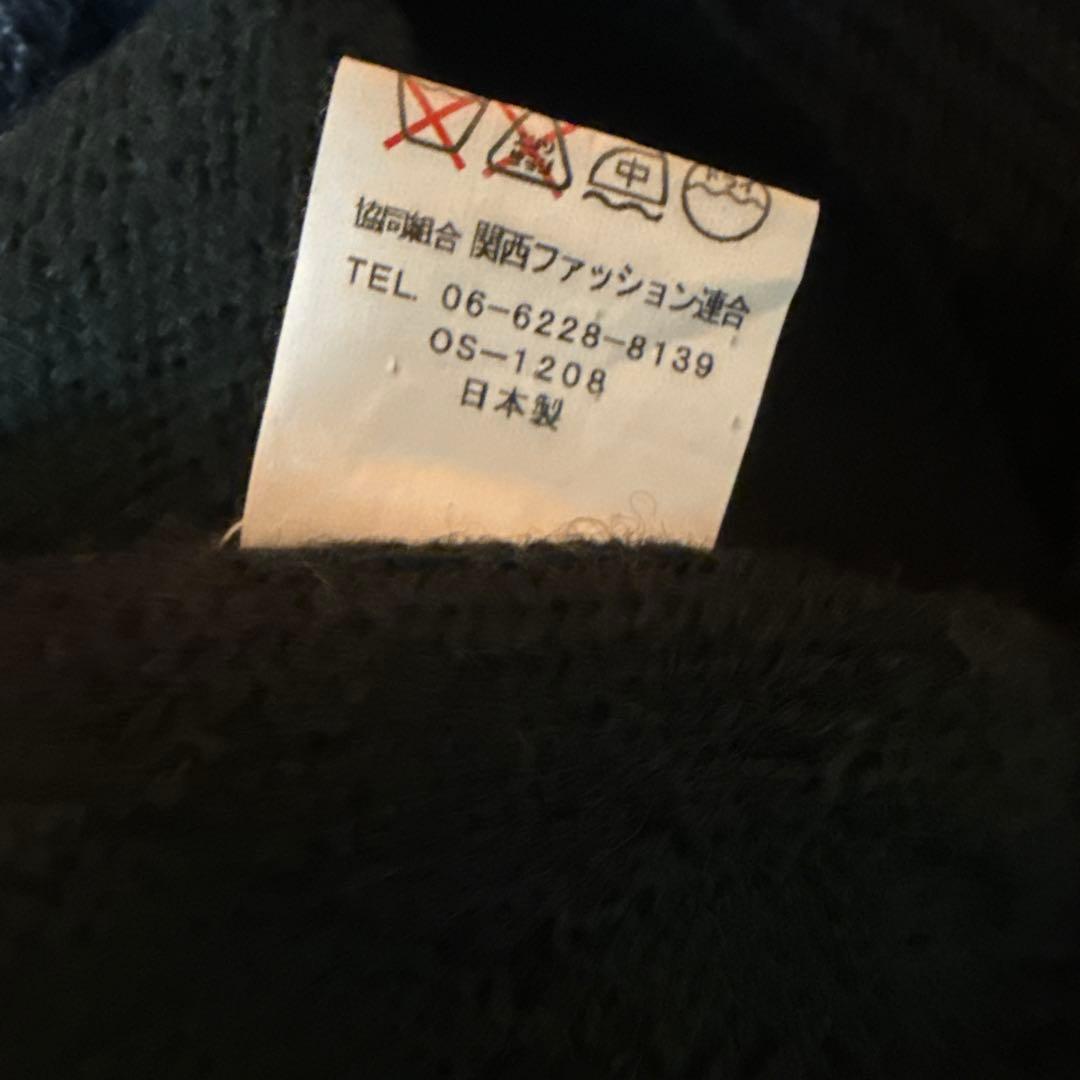 中
協同組合 関西ファッション連合
TEL. 06-6228-8139
OS-1208
日本製